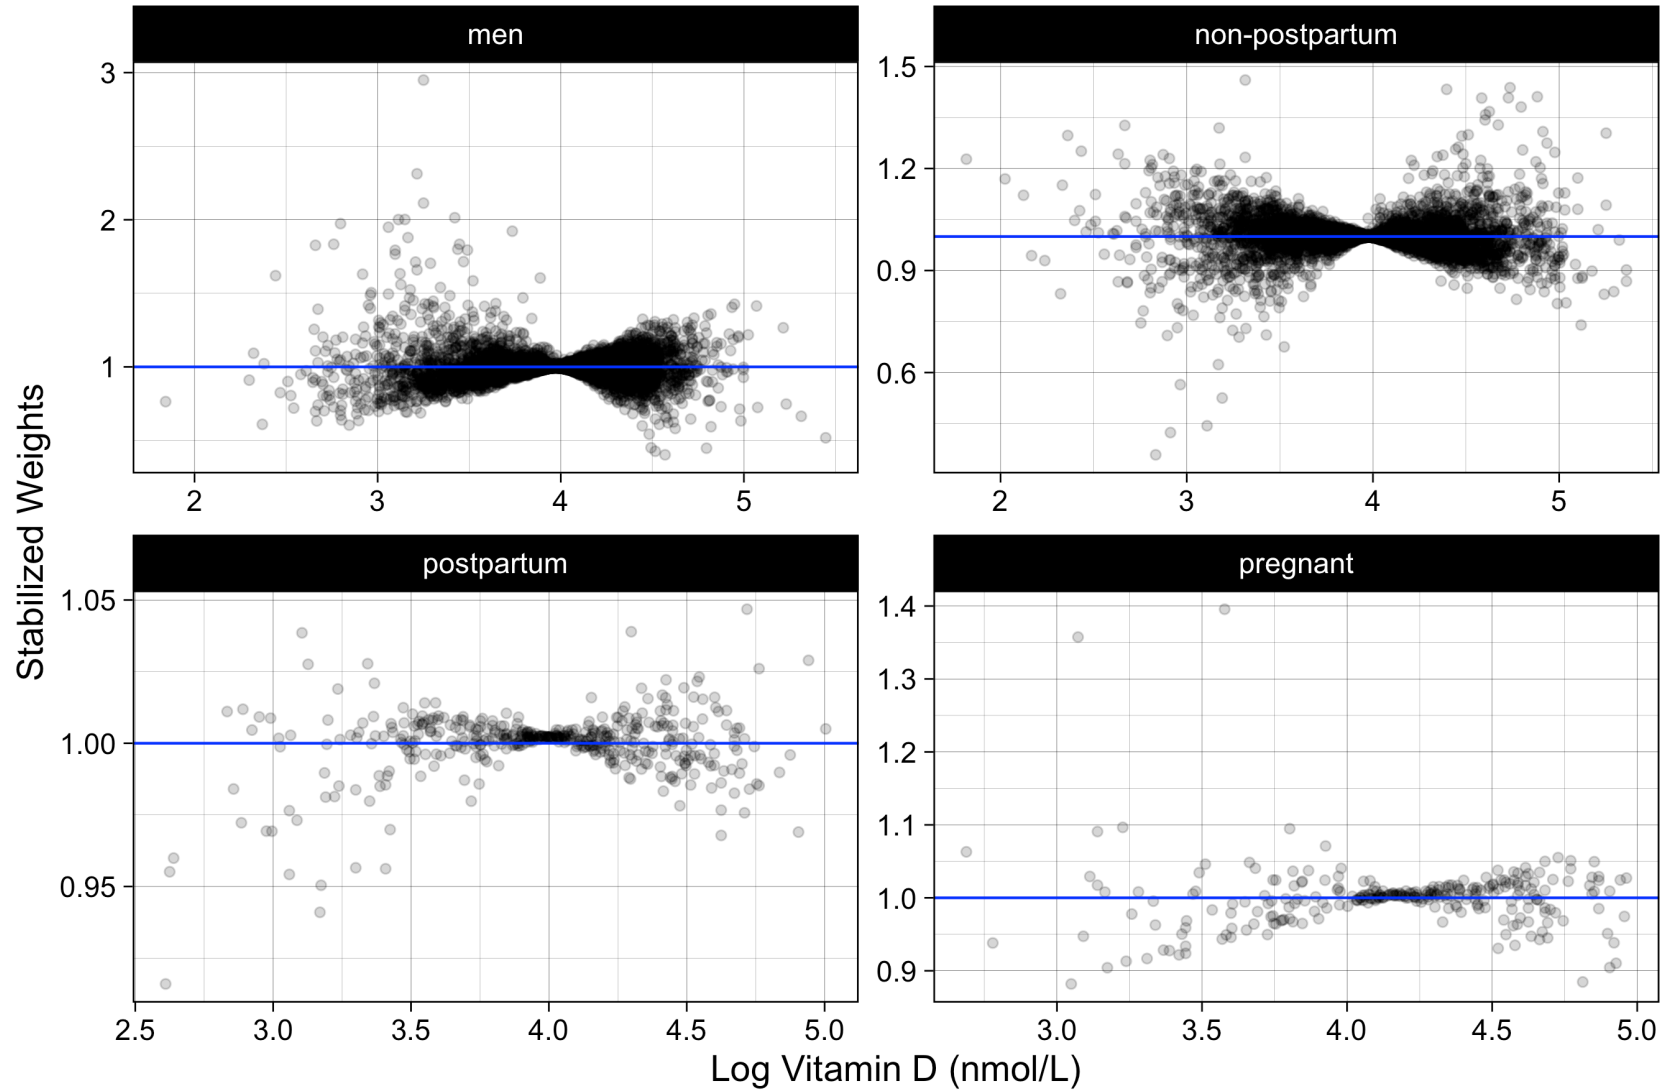 men
non-postpartum
3
2
1
1.5
1.2
0.9
0.6
2 3 4 5
2 3 4 5
Stabilized Weights
postpartum
pregnant
1.05
1.00
0.95
1.4
1.3
1.2
1.1
1.0
0.9
2.5 3.0 3.5 4.0 4.5 5.0
3.0 3.5 4.0 4.5 5.0
Log Vitamin D (nmol/L)